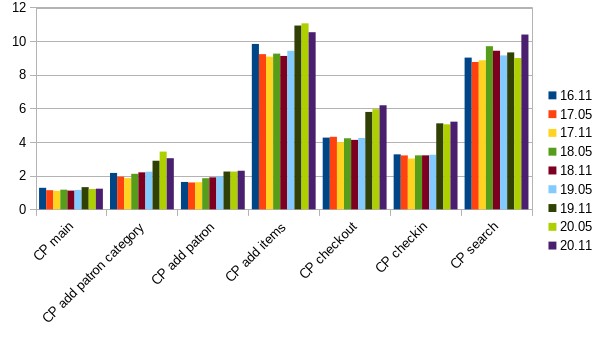 12
10
8
6
4
2
0
CP main
CP add patron category
CP add patron
CP add items
CP checkout
CP checkin
CP search
16.11
17.05
17.11
18.05
18.11
19.05
19.11
20.05
20.11